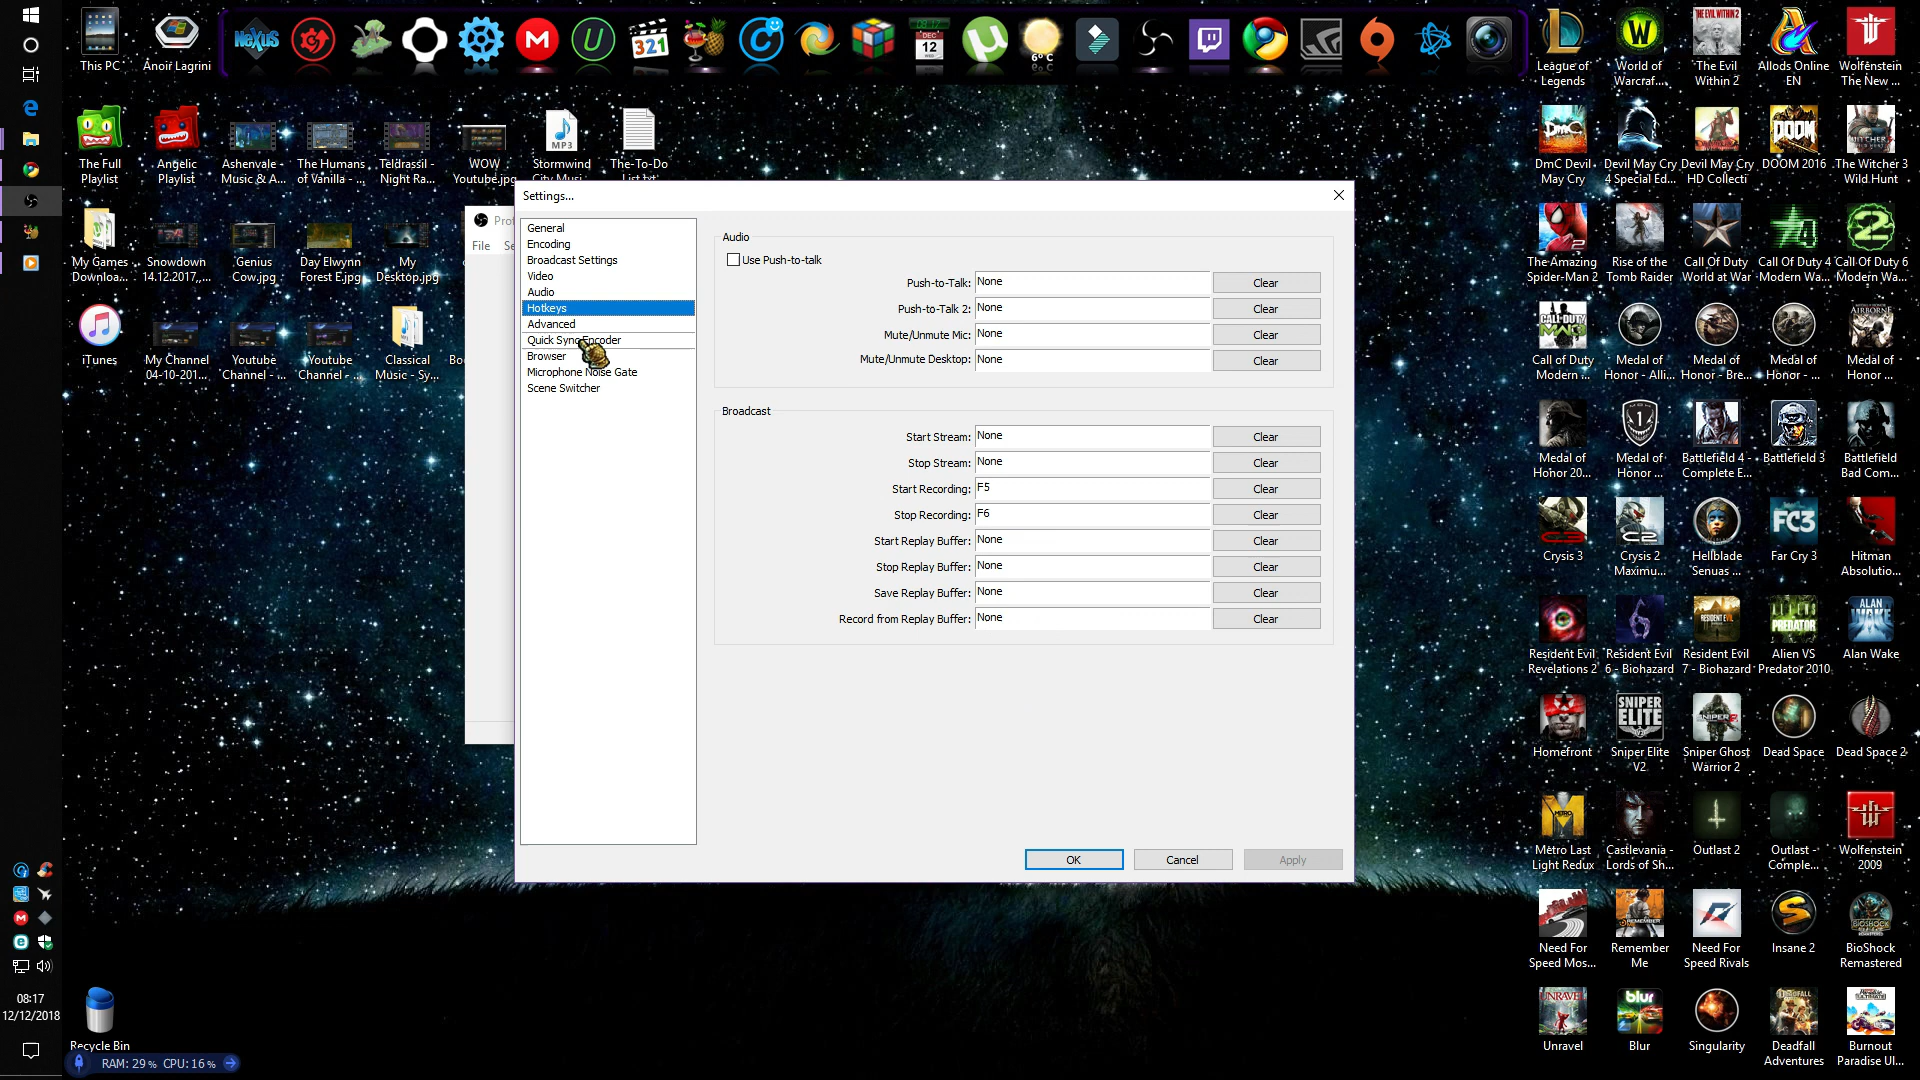 This PC
Anoir Lagrini
NeXuS
321
DEC
12
WED
6° C
League of
Legends
World of
Warcraf...
The Evil
Within 2
Allods Online
EN
Wolfenstein
The New ...
The Full
Playlist
Angelic
Playlist
Ashenvale -
Music & A...
The Humans
of Vanilla - ...
Teldrassil -
Night Ra...
WOW
Youtube.jpg
MP3
Stormwind
City Musi...
The-To-Do
List.txt
DmC Devil
May Cry
Devil May Cry
4 Special Ed...
Devil May Cry
HD Collecti
DOOM 2016
The Witcher 3
Wild Hunt
Settings...
General
Encoding
Broadcast Settings
Video
Audio
Hotkeys
Advanced
Quick Sync Encoder
Browser
Microphone Noise Gate
Scene Switcher
File
Audio
Use Push-to-talk
Push-to-Talk: None Clear
Push-to-Talk 2: None Clear
Mute/Unmute Mic: None Clear
Mute/Unmute Desktop: None Clear
Broadcast
Start Stream: None Clear
Stop Stream: None Clear
Start Recording: F5 Clear
Stop Recording: F6 Clear
Start Replay Buffer: None Clear
Stop Replay Buffer: None Clear
Save Replay Buffer: None Clear
Record from Replay Buffer: None Clear
OK
Cancel
Apply
My Games
Downloa...
Snowdown
14.12.2017,...
Genius
Cow.jpg
Day Elwynn
Forest E.jpg
My
Desktop.jpg
The Amazing
Spider-Man 2
Rise of the
Tomb Raider
Call Of Duty
World at War
Call Of Duty 4
Modern Wa...
Call Of Duty 6
Modern Wa...
iTunes
My Channel
04-10-201...
Youtube
Channel - ...
Youtube
Channel - ...
Classical
Music - Sy...
Call of Duty
Modern ...
Medal of
Honor - Alli...
Medal of
Honor - Bre...
Medal of
Honor - ...
Medal of
Honor ...
Medal of
Honor 20...
Medal of
Honor ...
Battlefield 4 -
Complete E...
Battlefield 3
Battlefield
Bad Com...
Crysis 3
Crysis 2
Maximu...
Hellblade
Senuas ...
FC3
Far Cry 3
Hitman
Absolutio...
Resident Evil
Revelations 2
Resident Evil
6 - Biohazard
Resident Evil
7 - Biohazard
Alien VS
Predator 2010
Alan Wake
Homefront
Sniper Elite
V2
Sniper Ghost
Warrior 2
Dead Space
Dead Space 2
Metro Last
Light Redux
Castlevania -
Lords of Sh...
Outlast 2
Outlast -
Comple...
Wolfenstein
2009
Need For
Speed Mos...
Remember
Me
Need For
Speed Rivals
Insane 2
BioShock
Remastered
Unravel
Blur
Singularity
Deadfall
Adventures
Burnout
Paradise Ul...
08:17
12/12/2018
Recycle Bin
RAM: 29% CPU: 16%